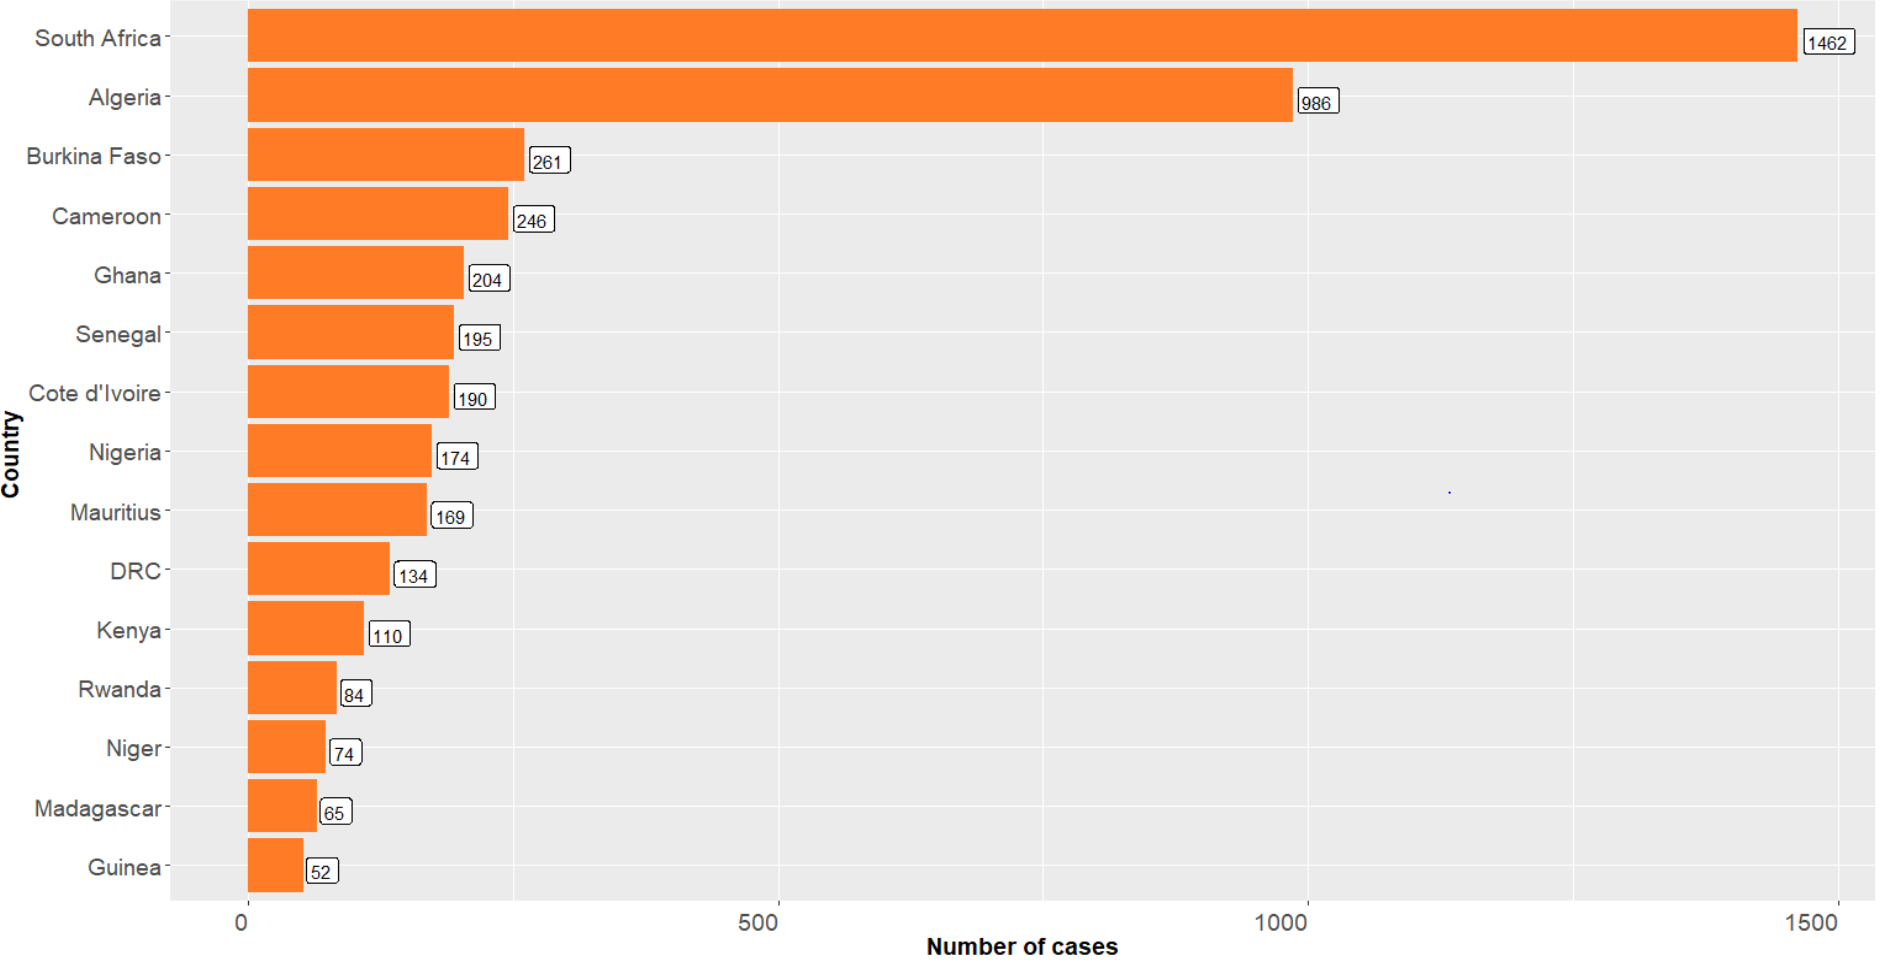 South Africa 1462
Algeria 986
Burkina Faso 261
Cameroon 246
Ghana 204
Senegal 195
Cote d'Ivoire 190
Nigeria 174
Mauritius 169
DRC 134
Kenya 110
Rwanda 84
Niger 74
Madagascar 65
Guinea 52
Country
0 500 1000 1500
Number of cases